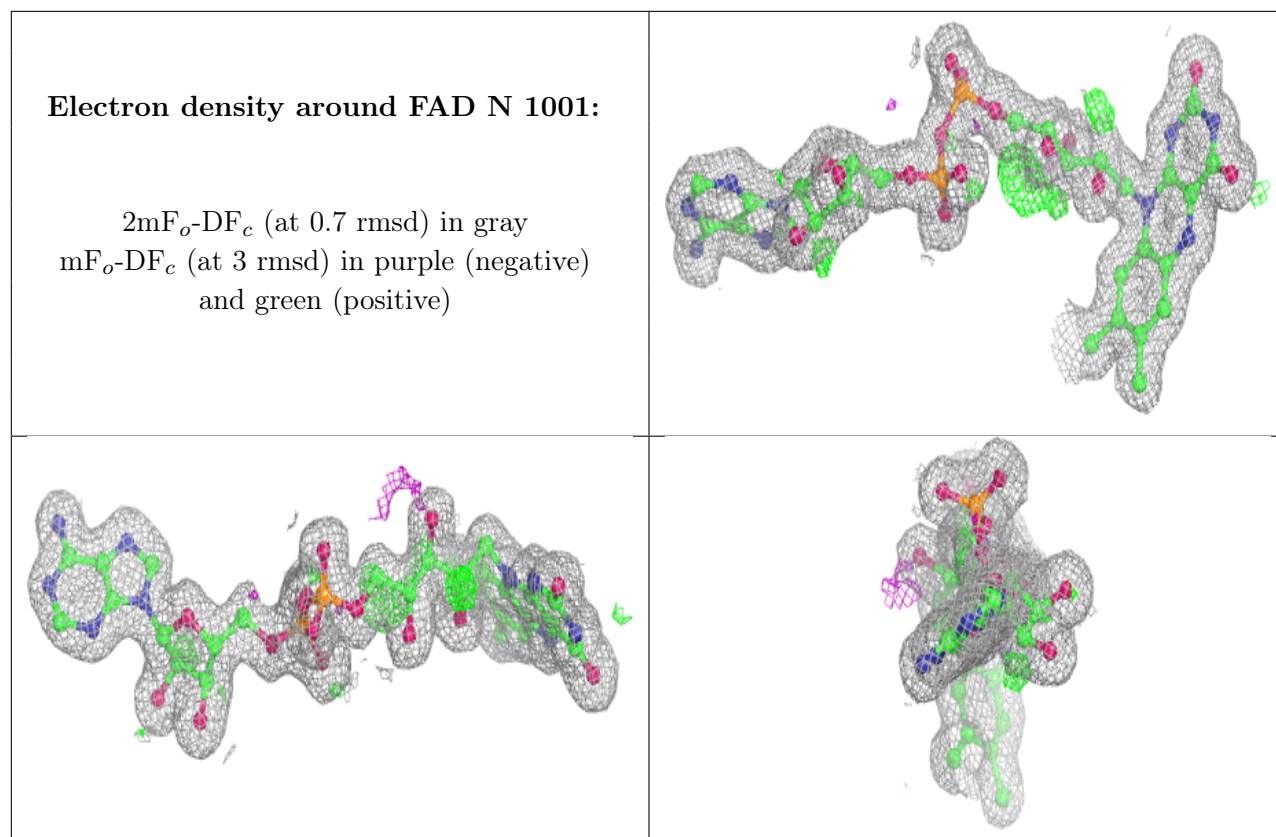 Electron density around FAD N 1001:
2mFo-DFc (at 0.7 rmsd) in gray
mFo-DFc (at 3 rmsd) in purple (negative)
and green (positive)